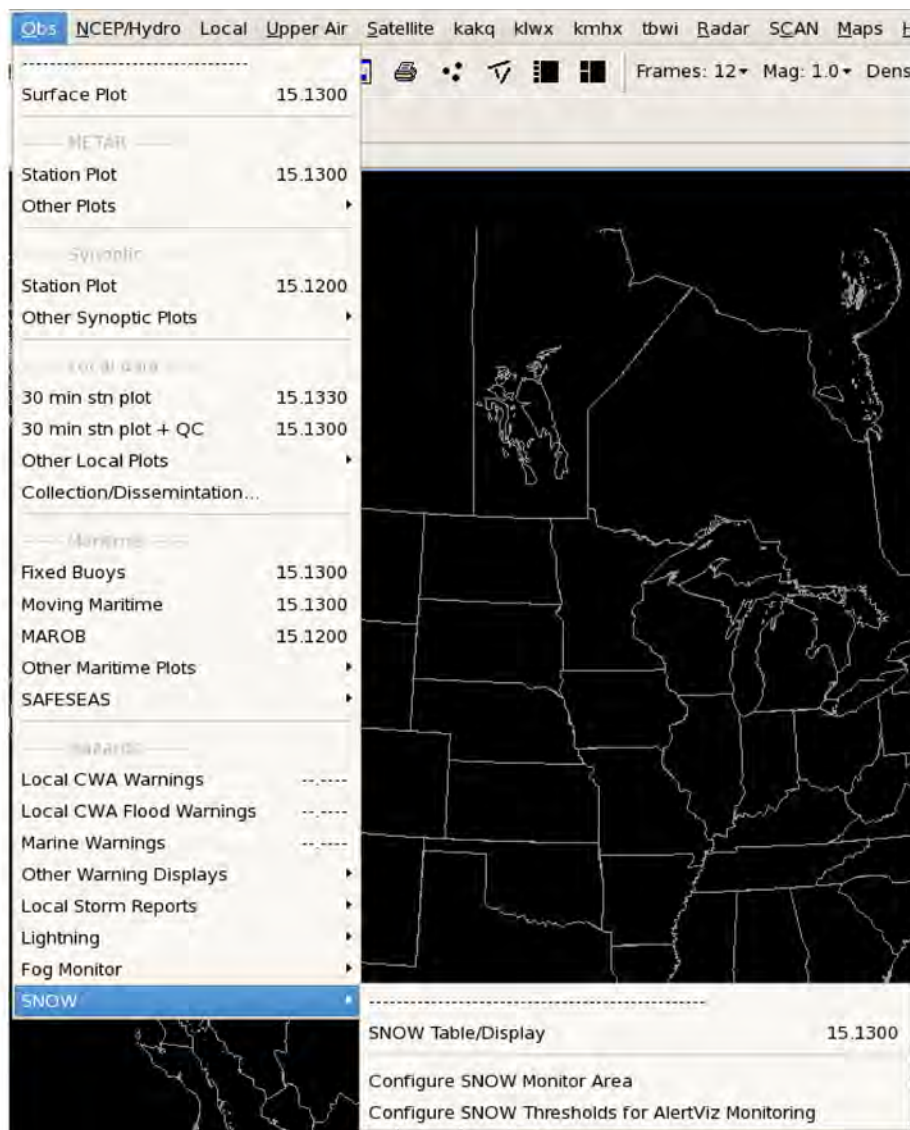 Obs NCEP/Hydro Local Upper Air Satellite kakq klwx kmhx tbwi Radar SCAN Maps
Frames: 12 Mag: 1.0 Dens
------------------------------
Surface Plot 15.1300
----- METAR -----
Station Plot 15.1300
Other Plots
----- Synoptic -----
Station Plot 15.1200
Other Synoptic Plots
----- Local data -----
30 min stn plot 15.1330
30 min stn plot + QC 15.1300
Other Local Plots
Collection/Dissemintation...
----- Maritime -----
Fixed Buoys 15.1300
Moving Maritime 15.1300
MAROB 15.1200
Other Maritime Plots
SAFESEAS
----- Hazards -----
Local CWA Warnings --.----
Local CWA Flood Warnings --.----
Marine Warnings --.----
Other Warning Displays
Local Storm Reports
Lightning
Fog Monitor
SNOW
---------------------------------------------
SNOW Table/Display 15.1300
Configure SNOW Monitor Area
Configure SNOW Thresholds for AlertViz Monitoring